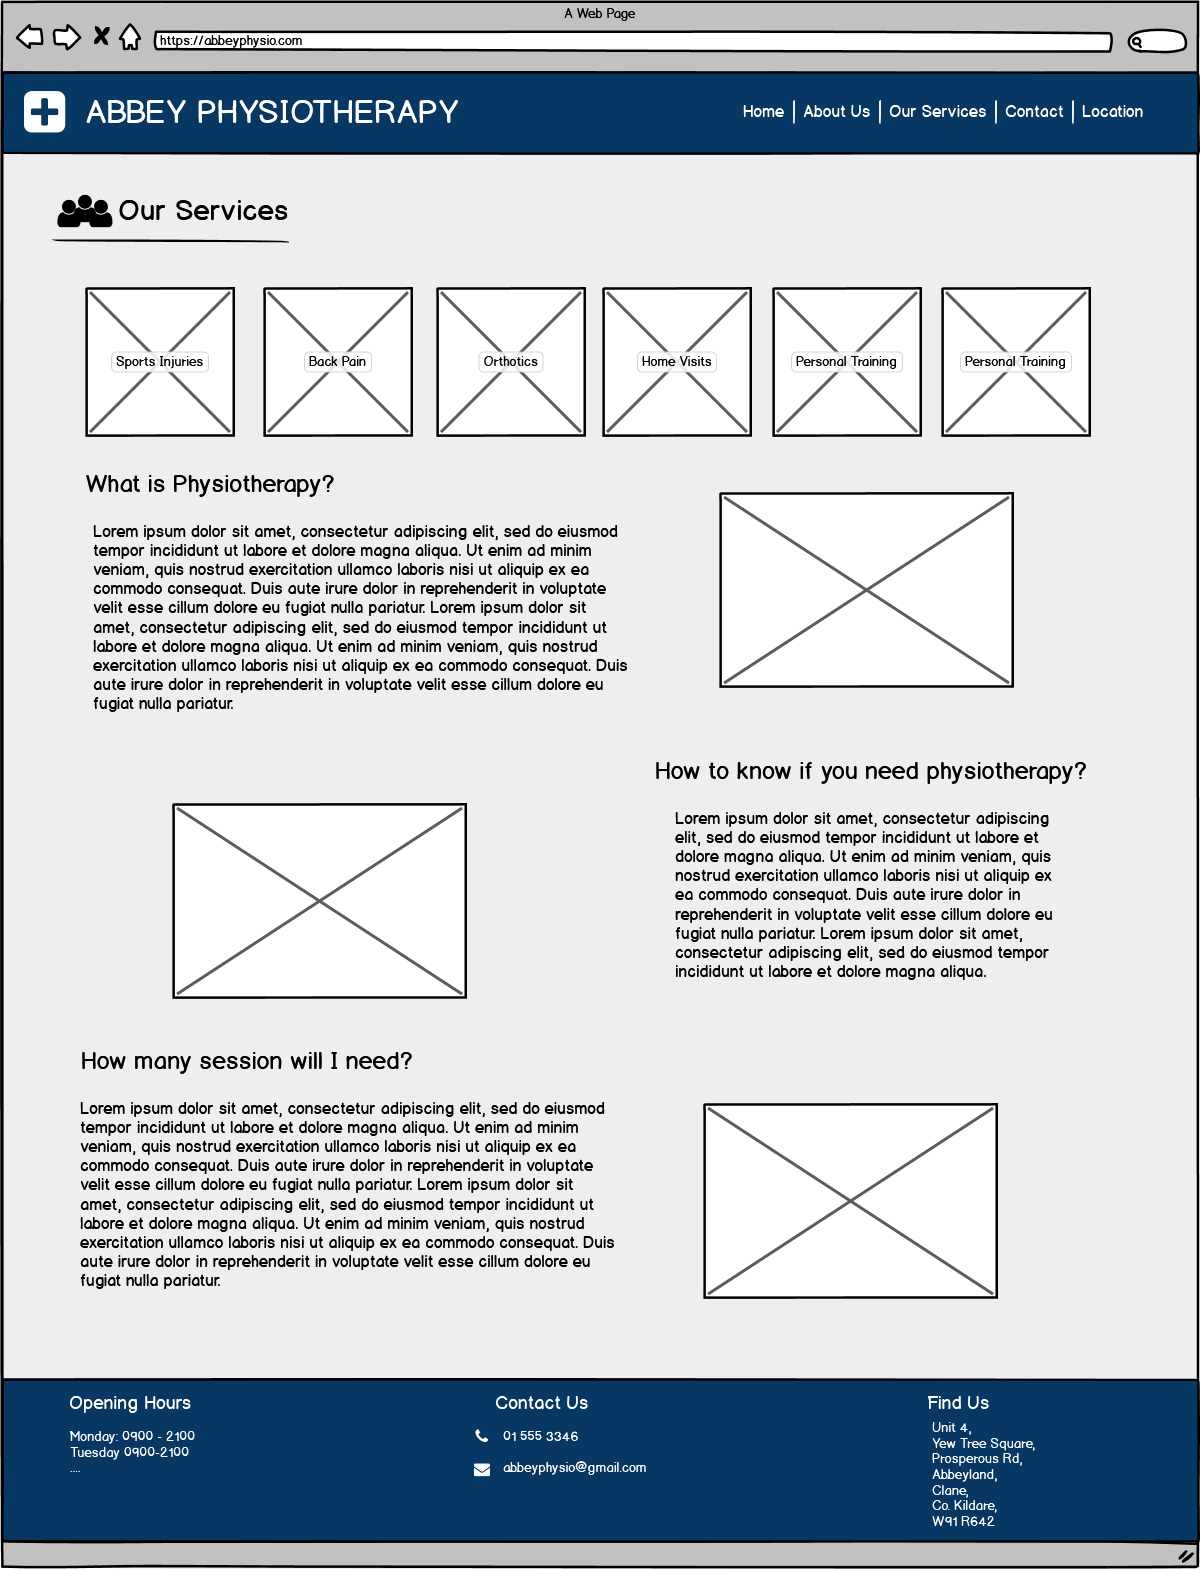 A Web Page
https://abbeyphysio.com
ABBEY PHYSIOTHERAPY
Home | About Us | Our Services | Contact | Location
Our Services
Sports Injuries
Back Pain
Orthotics
Home Visits
Personal Training
Personal Training
What is Physiotherapy?
Lorem ipsum dolor sit amet, consectetur adipiscing elit, sed do eiusmod
tempor incididunt ut labore et dolore magna aliqua. Ut enim ad minim
veniam, quis nostrud exercitation ullamco laboris nisi ut aliquip ex ea
commodo consequat. Duis aute irure dolor in reprehenderit in voluptate
velit esse cillum dolore eu fugiat nulla pariatur. Lorem ipsum dolor sit
amet, consectetur adipiscing elit, sed do eiusmod tempor incididunt ut
labore et dolore magna aliqua. Ut enim ad minim veniam, quis nostrud
exercitation ullamco laboris nisi ut aliquip ex ea commodo consequat. Duis
aute irure dolor in reprehenderit in voluptate velit esse cillum dolore eu
fugiat nulla pariatur.
How to know if you need physiotherapy?
Lorem ipsum dolor sit amet, consectetur adipiscing
elit, sed do eiusmod tempor incididunt ut labore et
dolore magna aliqua. Ut enim ad minim veniam, quis
nostrud exercitation ullamco laboris nisi ut aliquip ex
ea commodo consequat. Duis aute irure dolor in
reprehenderit in voluptate velit esse cillum dolore eu
fugiat nulla pariatur. Lorem ipsum dolor sit amet,
consectetur adipiscing elit, sed do eiusmod tempor
incididunt ut labore et dolore magna aliqua.
How many session will I need?
Lorem ipsum dolor sit amet, consectetur adipiscing elit, sed do eiusmod
tempor incididunt ut labore et dolore magna aliqua. Ut enim ad minim
veniam, quis nostrud exercitation ullamco laboris nisi ut aliquip ex ea
commodo consequat. Duis aute irure dolor in reprehenderit in voluptate
velit esse cillum dolore eu fugiat nulla pariatur. Lorem ipsum dolor sit
amet, consectetur adipiscing elit, sed do eiusmod tempor incididunt ut
labore et dolore magna aliqua. Ut enim ad minim veniam, quis nostrud
exercitation ullamco laboris nisi ut aliquip ex ea commodo consequat. Duis
aute irure dolor in reprehenderit in voluptate velit esse cillum dolore eu
fugiat nulla pariatur.
Opening Hours
Monday: 0900 - 2100
Tuesday 0900-2100
....
Contact Us
01 555 3346
abbeyphysio@gmail.com
Find Us
Unit 4,
Yew Tree Square,
Prosperous Rd,
Abbeyland,
Clane,
Co. Kildare,
W91 R642